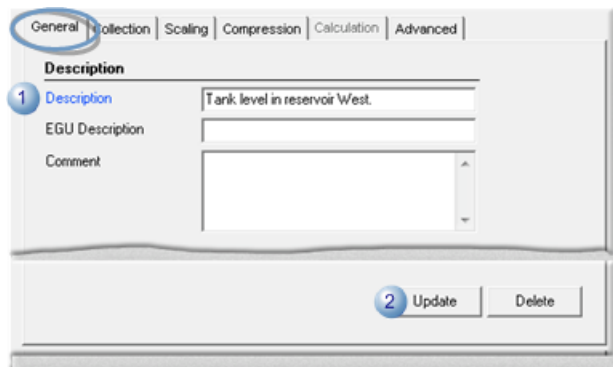 General Collection Scaling Compression Calculation Advanced
Description
1 Description Tank level in reservoir West.
EGU Description
Comment
2 Update Delete